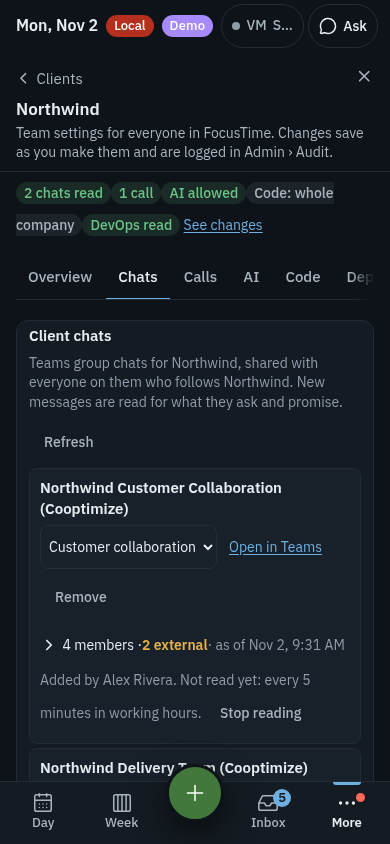 Mon, Nov 2 Local Demo VM S... Ask
Clients
Northwind
Team settings for everyone in FocusTime. Changes save
as you make them and are logged in Admin › Audit.
2 chats read 1 call AI allowed Code: whole
company DevOps read See changes
Overview Chats Calls AI Code Dep
Client chats
Teams group chats for Northwind, shared with
everyone on them who follows Northwind. New
messages are read for what they ask and promise.
Refresh
Northwind Customer Collaboration
(Cooptimize)
Customer collaboration Open in Teams
Remove
4 members ·2 external· as of Nov 2, 9:31 AM
Added by Alex Rivera. Not read yet: every 5
minutes in working hours. Stop reading
Northwind Delivery Team (Cooptimize)
5
Day Week Inbox More